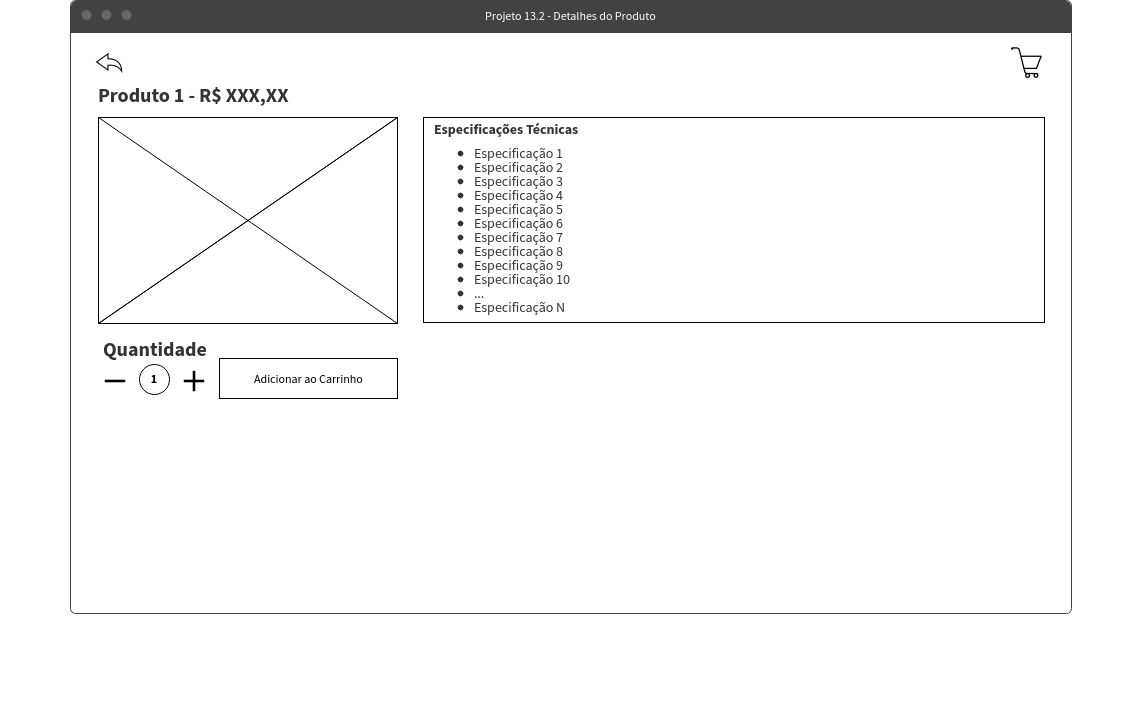 Projeto 13.2 - Detalhes do Produto
Produto 1 - R$ XXX,XX
Especificações Técnicas
Especificação 1
Especificação 2
Especificação 3
Especificação 4
Especificação 5
Especificação 6
Especificação 7
Especificação 8
Especificação 9
Especificação 10
...
Especificação N
Quantidade
1
Adicionar ao Carrinho